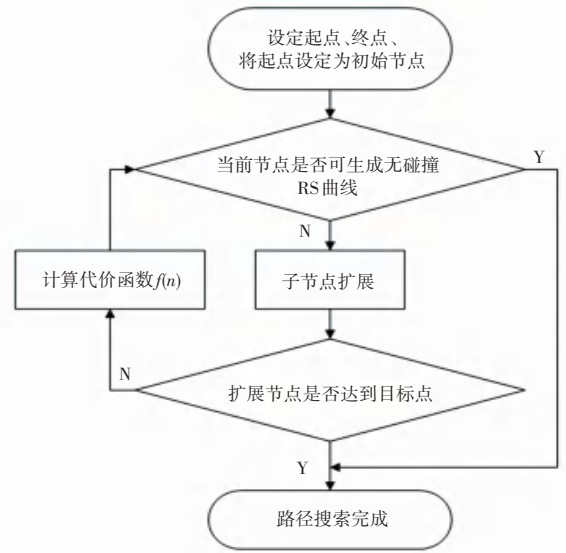 设定起点、终点、
将起点设定为初始节点
当前节点是否可生成无碰撞
RS曲线
Y
N
计算代价函数f(n)
子节点扩展
N
扩展节点是否达到目标点
Y
路径搜索完成